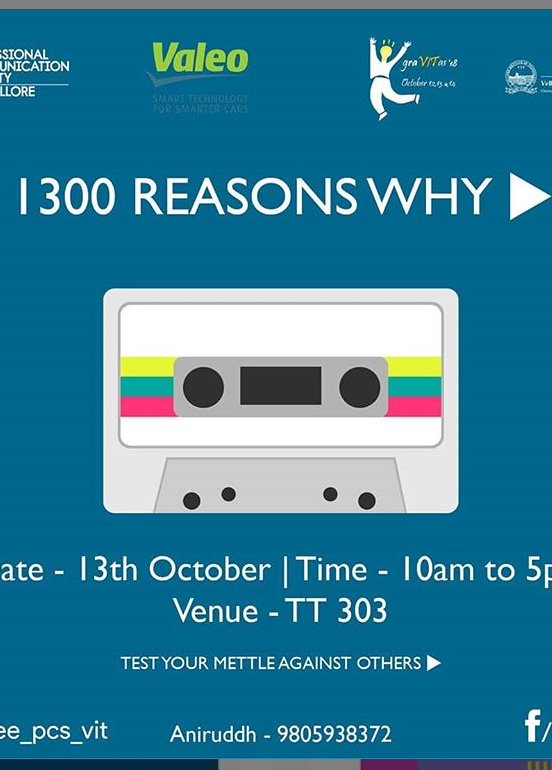 SSIONAL
UNICATION
TY
LLORE
Valeo
SMART TECHNOLOGY
FOR SMARTER CARS
graVITas'18
October 12,13 & 14
1300 REASONS WHY
ate - 13th October | Time - 10am to 5p
Venue - TT 303
TEST YOUR METTLE AGAINST OTHERS
ee_pcs_vit
Aniruddh - 9805938372
f/